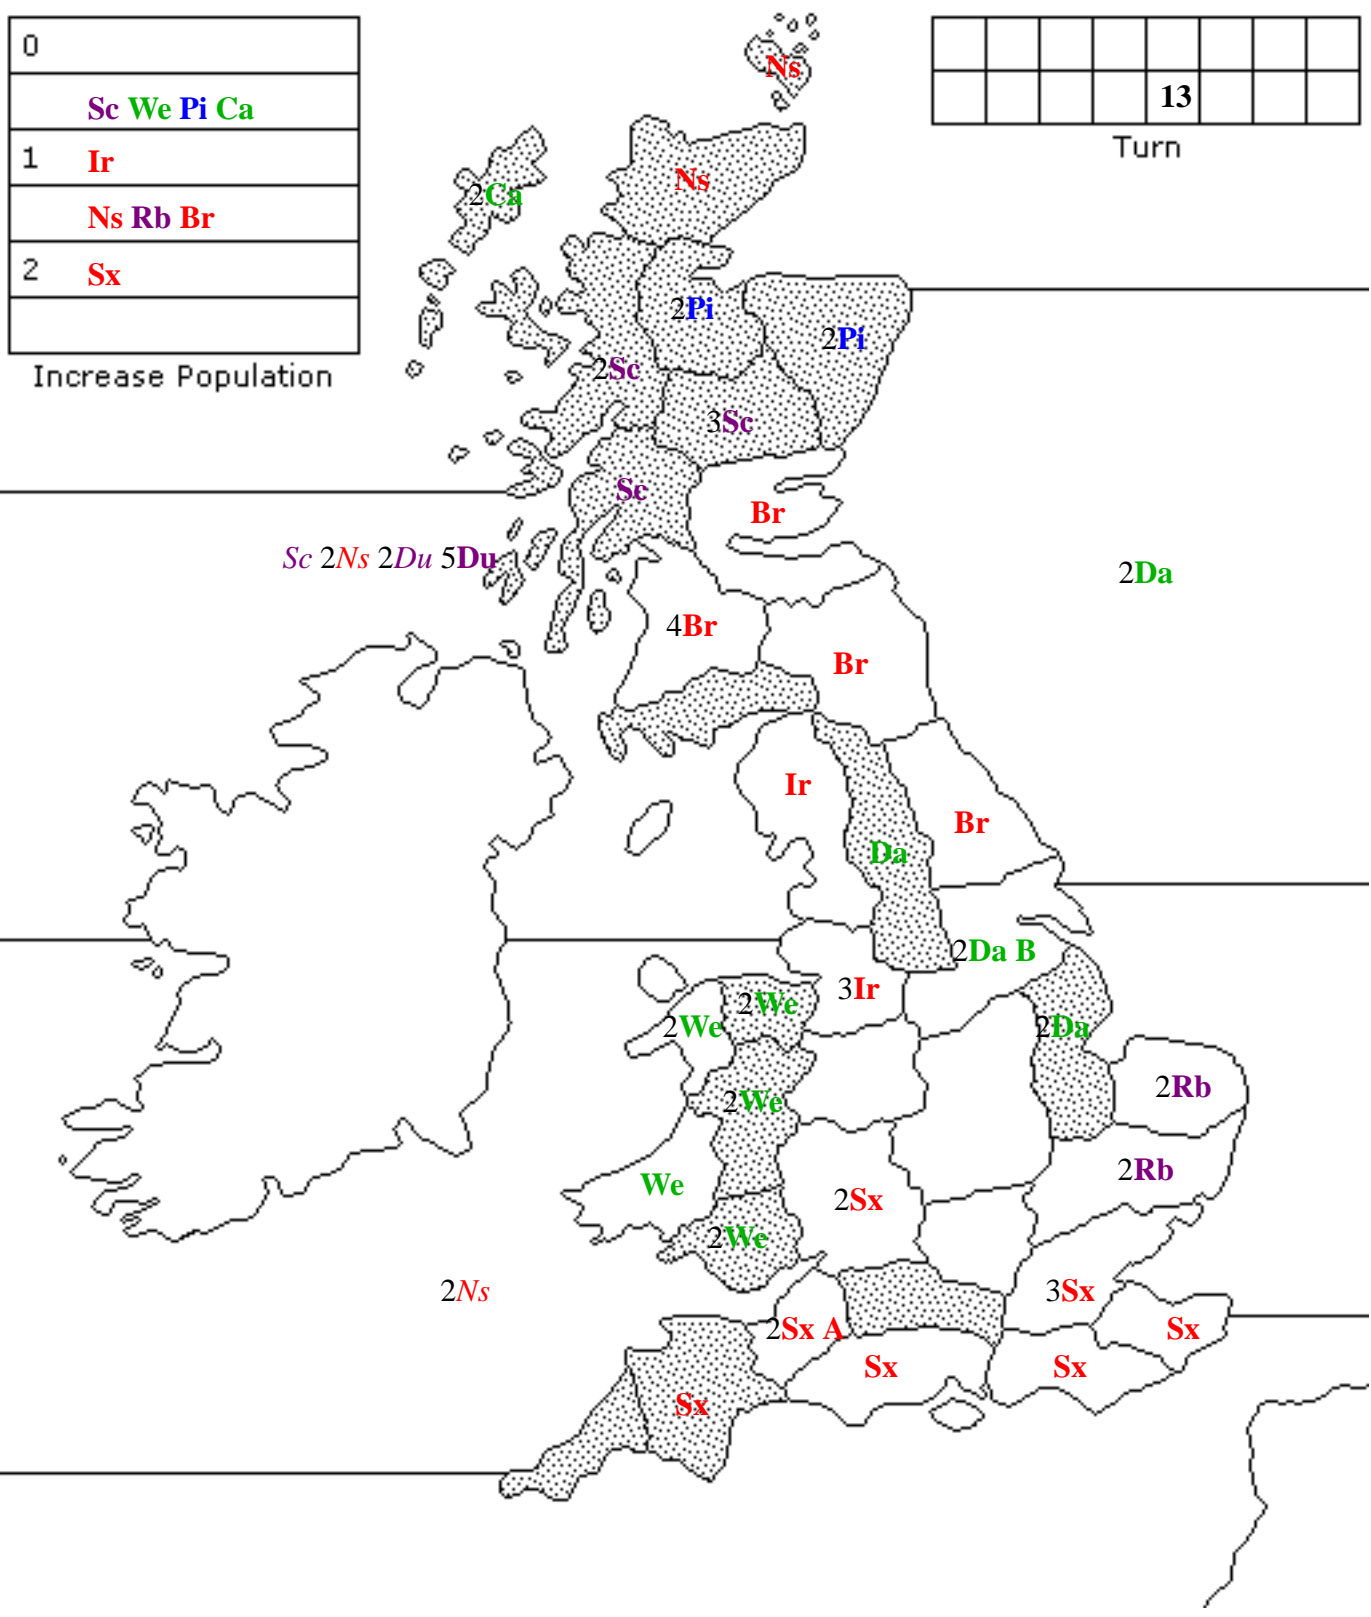 0
Sc We Pi Ca
1 Ir
Ns Rb Br
2 Sx
Increase Population
13
Turn
Ns
Ns
2Ca
2Pi
2Pi
2Sc
3Sc
Sc
Br
Sc 2Ns 2Du 5Du
2Da
4Br
Br
Ir
Br
Da
2Da B
3Ir
2We
2We
2Da
2Rb
2We
2Rb
We
2Sx
2We
2Ns
3Sx
2Sx A
Sx
Sx
Sx
Sx